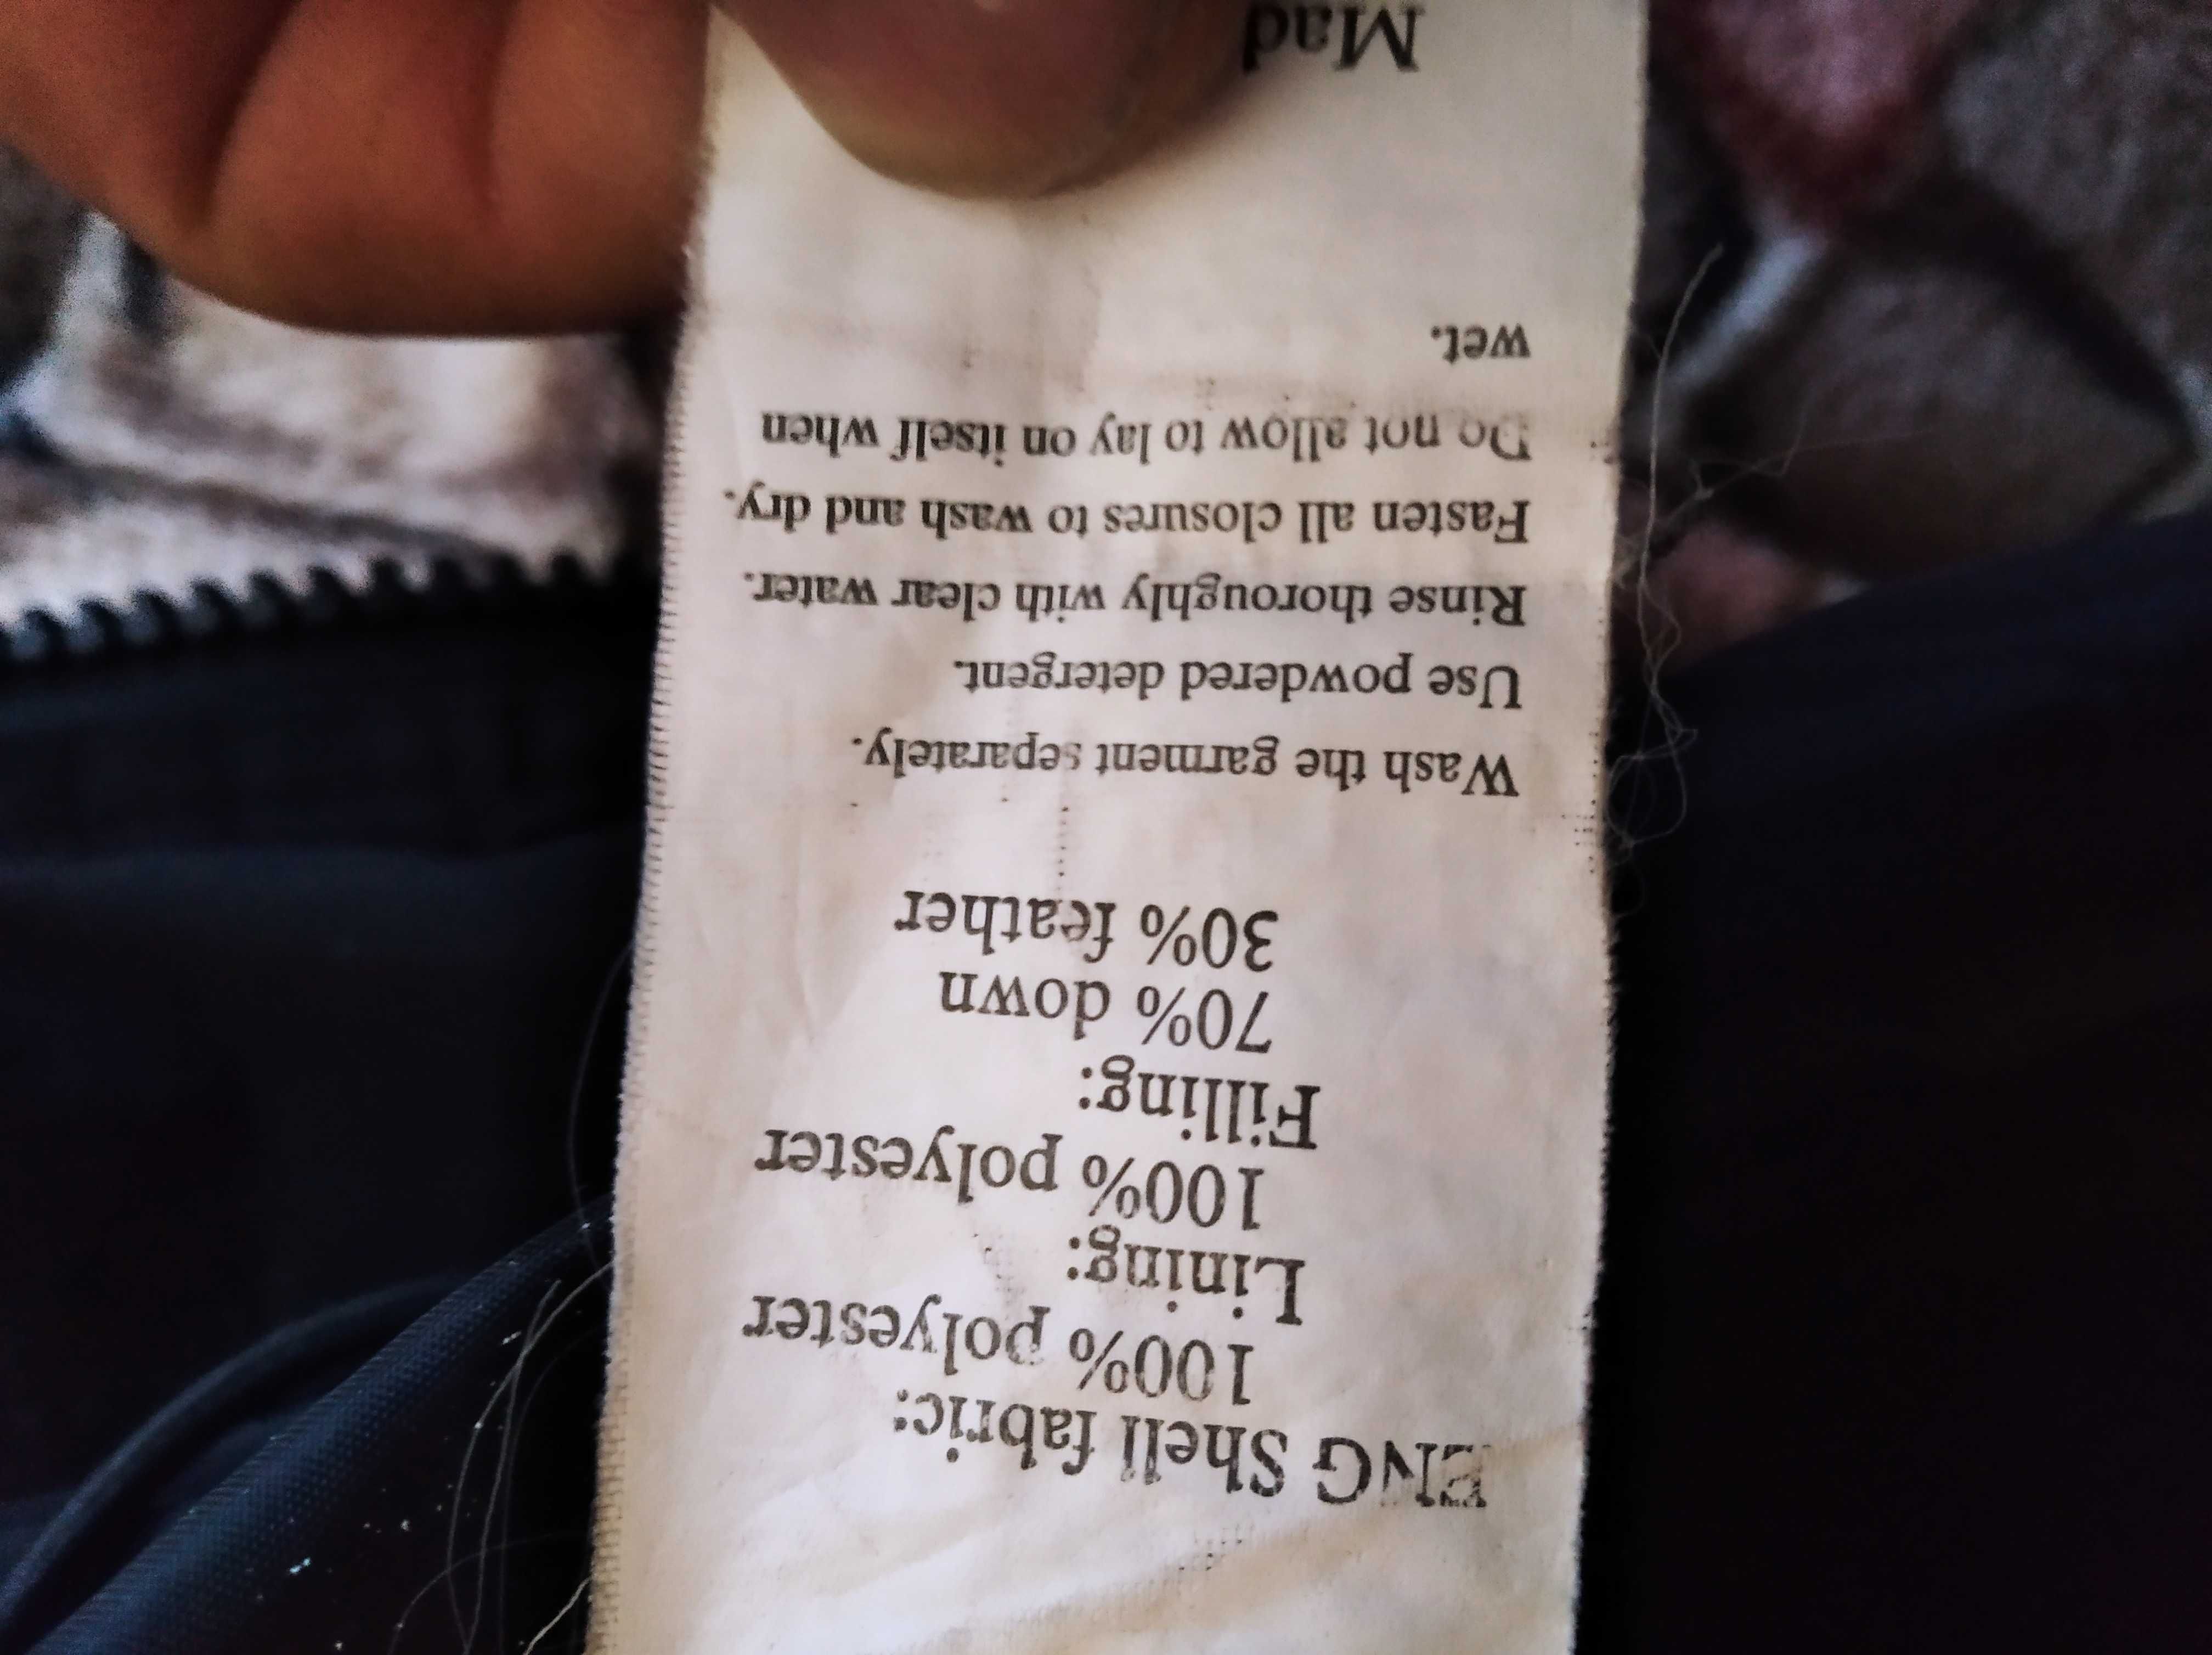 ENG Shell fabric:
100% polyester
Lining:
100% polyester
Filling:
70% down
30% feather
Wash the garment separately.
Use powdered detergent.
Rinse thoroughly with clear water.
Fasten all closures to wash and dry.
Do not allow to lay on itself when
wet.
Mad